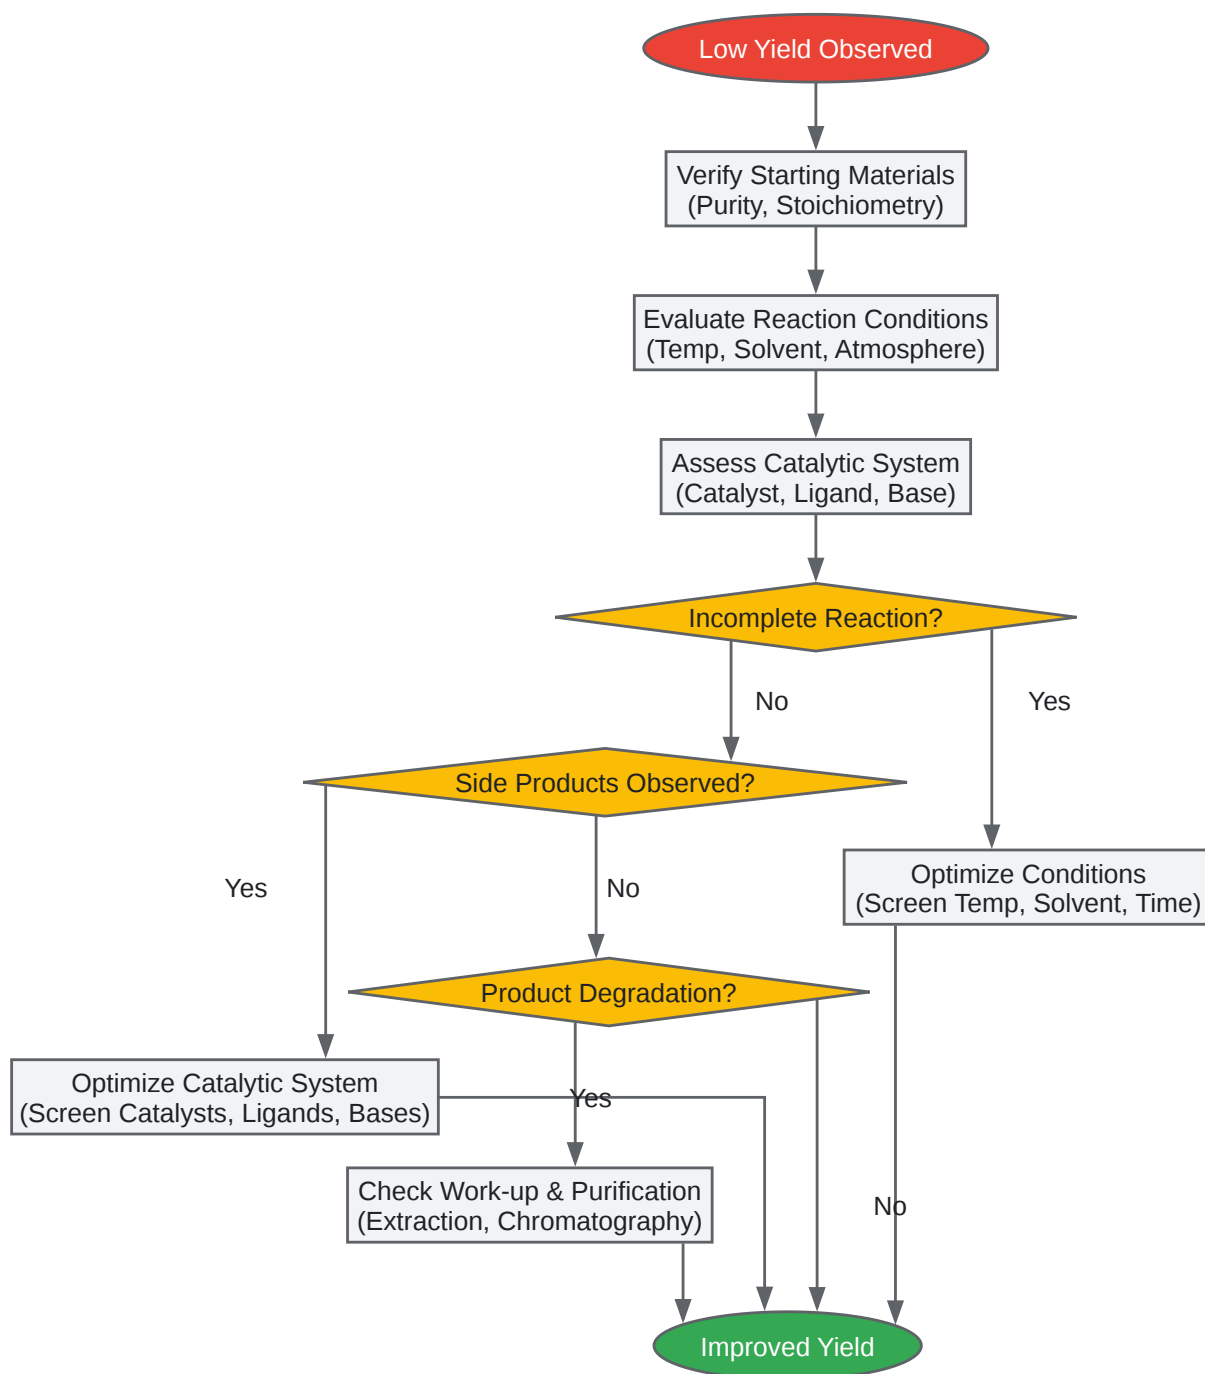 Low Yield Observed
Verify Starting Materials
(Purity, Stoichiometry)
Evaluate Reaction Conditions
(Temp, Solvent, Atmosphere)
Assess Catalytic System
(Catalyst, Ligand, Base)
Incomplete Reaction?
No
Yes
Side Products Observed?
Yes
No
Optimize Conditions
(Screen Temp, Solvent, Time)
Product Degradation?
Optimize Catalytic System
(Screen Catalysts, Ligands, Bases)
Yes
Check Work-up & Purification
(Extraction, Chromatography)
No
Improved Yield